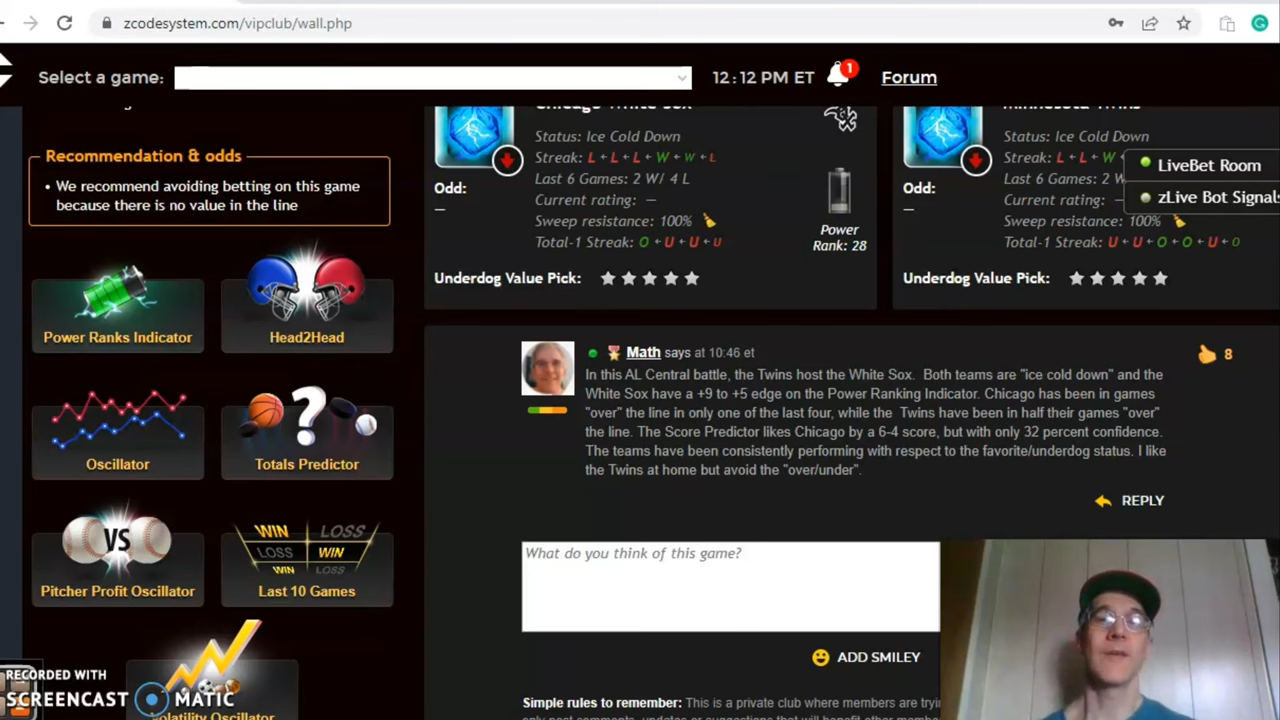 zcodesystem.com/vipclub/wall.php
Select a game:
12:12 PM ET
1
Forum
Recommendation & odds
• We recommend avoiding betting on this game
because there is no value in the line
Power Ranks Indicator
Head2Head
Oscillator
Totals Predictor
VS
Pitcher Profit Oscillator
WIN LOSS
LOSS WIN
WIN LOSS
Last 10 Games
Volatility Oscillator
RECORDED WITH
SCREENCAST MATIC
Chicago White Sox
Status: Ice Cold Down
Streak: L L L W W L
Last 6 Games: 2 W/ 4 L
Odd:
—
Current rating: —
Sweep resistance: 100%
Total-1 Streak: O U U U
Power
Rank: 28
Underdog Value Pick:
Minnesota Twins
Status: Ice Cold Down
Streak: L L W
Last 6 Games: 2 W
Odd:
—
Current rating: —
Sweep resistance: 100%
Total-1 Streak: U U O O U O
Underdog Value Pick:
LiveBet Room
zLive Bot Signals
Math says at 10:46 et
8
In this AL Central battle, the Twins host the White Sox. Both teams are "ice cold down" and the
White Sox have a +9 to +5 edge on the Power Ranking Indicator. Chicago has been in games
"over" the line in only one of the last four, while the Twins have been in half their games "over"
the line. The Score Predictor likes Chicago by a 6-4 score, but with only 32 percent confidence.
The teams have been consistently performing with respect to the favorite/underdog status. I like
the Twins at home but avoid the "over/under".
REPLY
What do you think of this game?
ADD SMILEY
Simple rules to remember: This is a private club where members are tryin